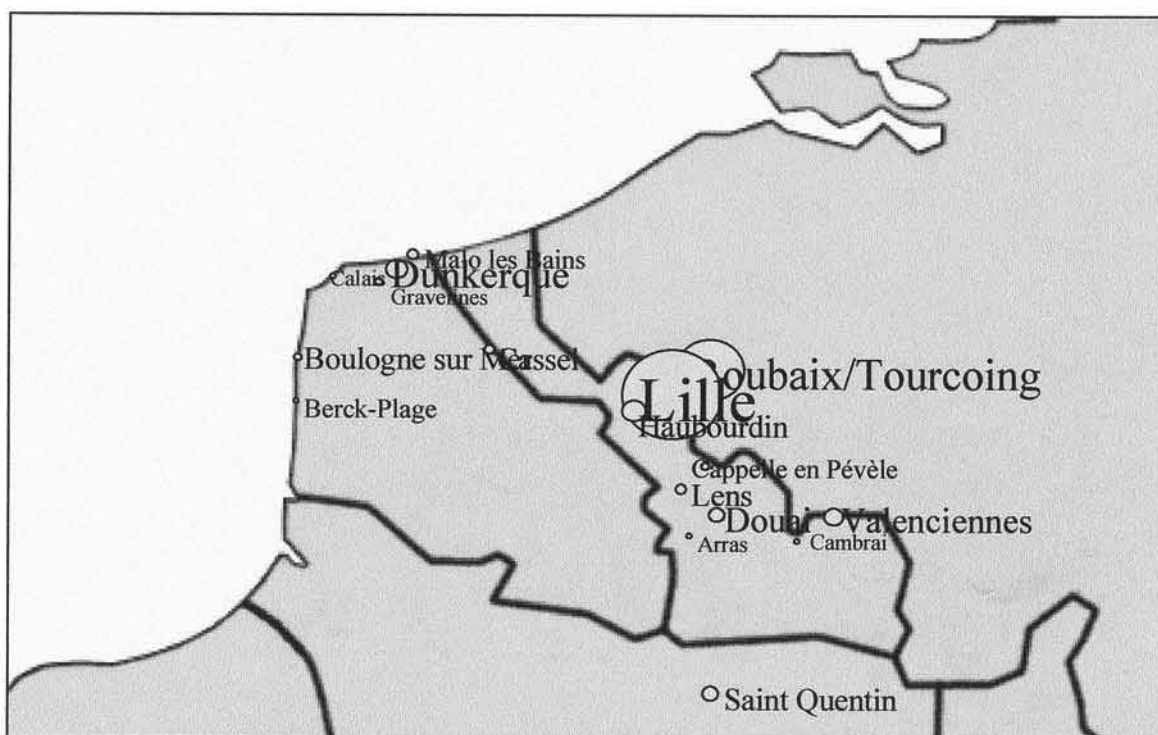 Malo les Bains
Calais
Dunkerque
Gravelines
Boulogne sur Mer
Cassel
Roubaix/Tourcoing
Lille
Berck-Plage
Haubourdin
Cappelle en Pévèle
Lens
Douai
Valenciennes
Arras
Cambrai
Saint Quentin